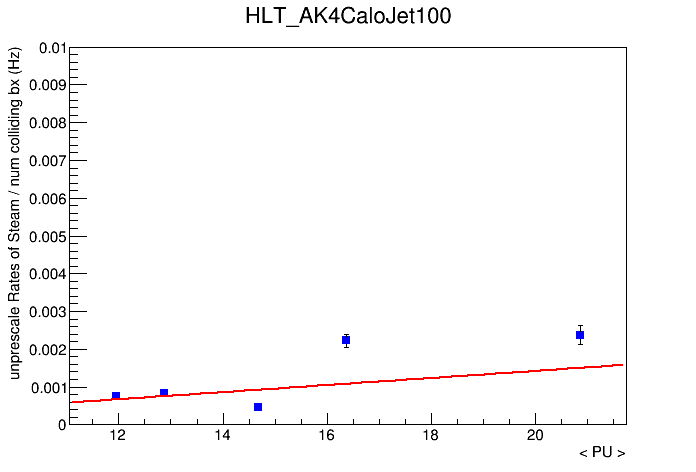 HLT_AK4CaloJet100
unprescale Rates of Steam / num colliding bx (Hz)
0.01
0.009
0.008
0.007
0.006
0.005
0.004
0.003
0.002
0.001
0
12 14 16 18 20
< PU >